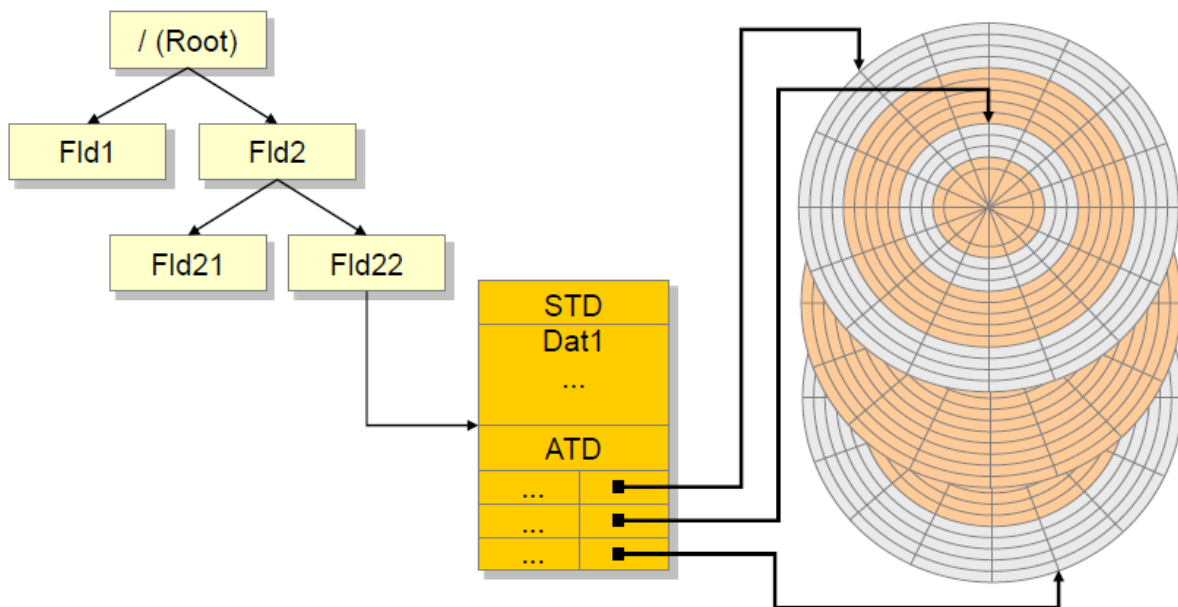 / (Root)
Fld1
Fld2
Fld21
Fld22
STD
Dat1
...
ATD
...
...
...